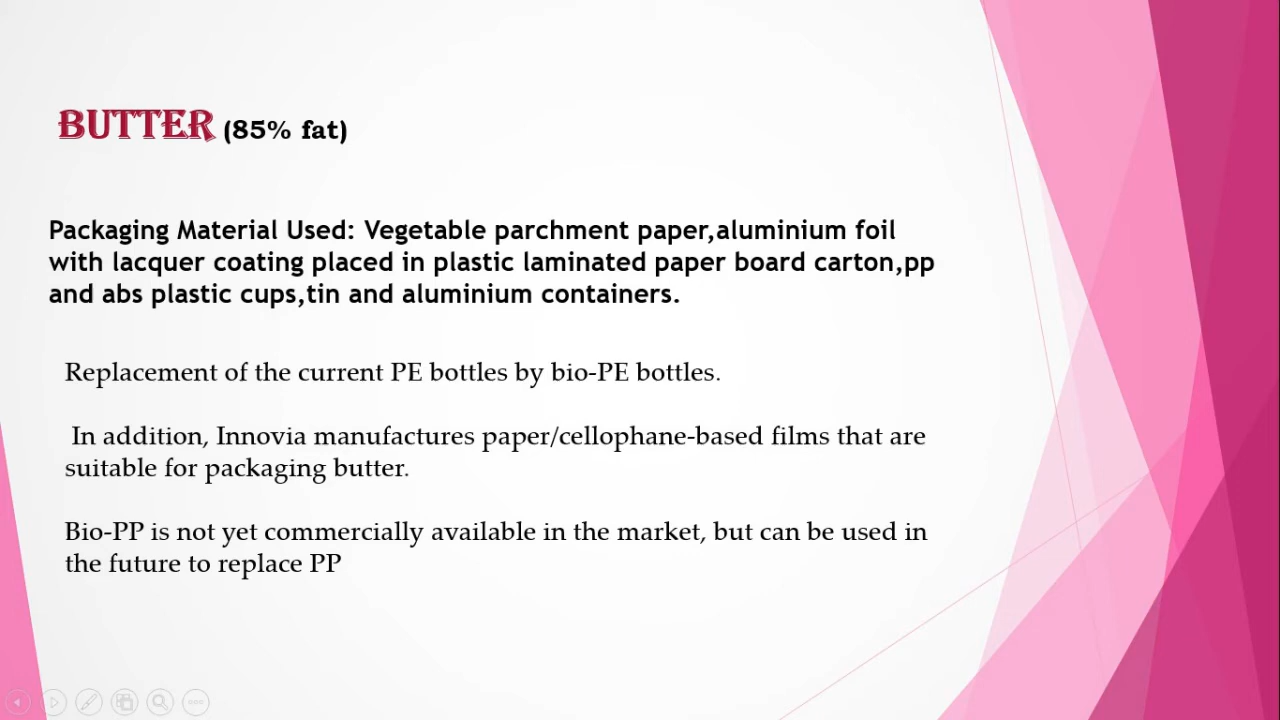 BUTTER (85% fat)
Packaging Material Used: Vegetable parchment paper,aluminium foil
with lacquer coating placed in plastic laminated paper board carton,pp
and abs plastic cups,tin and aluminium containers.
Replacement of the current PE bottles by bio-PE bottles.
In addition, Innovia manufactures paper/cellophane-based films that are
suitable for packaging butter.
Bio-PP is not yet commercially available in the market, but can be used in
the future to replace PP